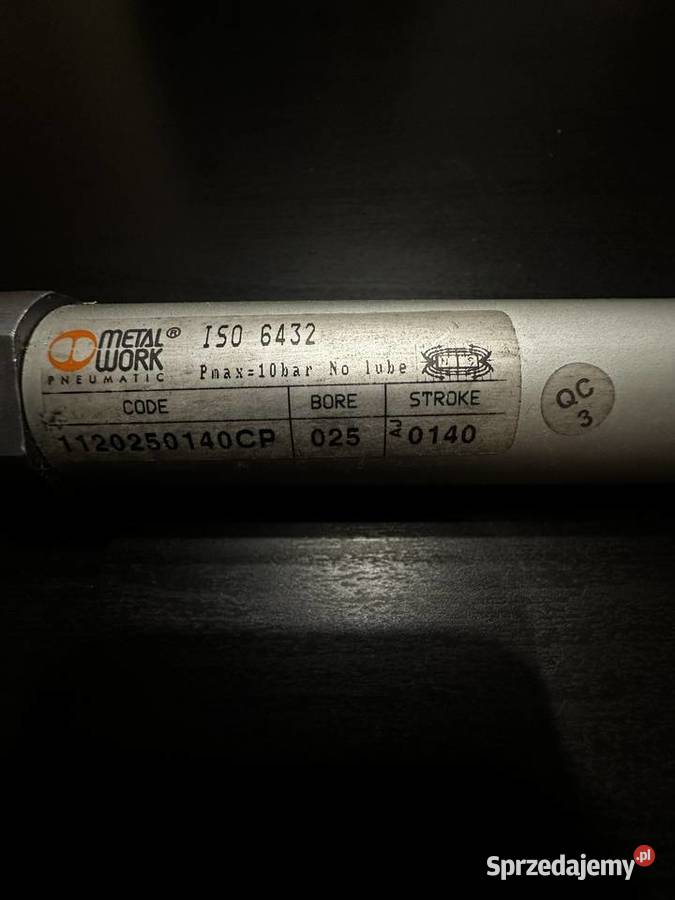 METAL® WORK
PNEUMATIC
ISO 6432
Pmax=10bar No lube
CODE BORE STROKE
1120250140CP 025 AU 0140
QC
3
Sprzedajemy.pl